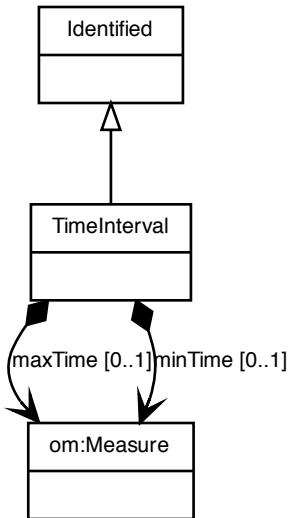 Identified
TimeInterval
maxTime [0..1]
minTime [0..1]
om:Measure